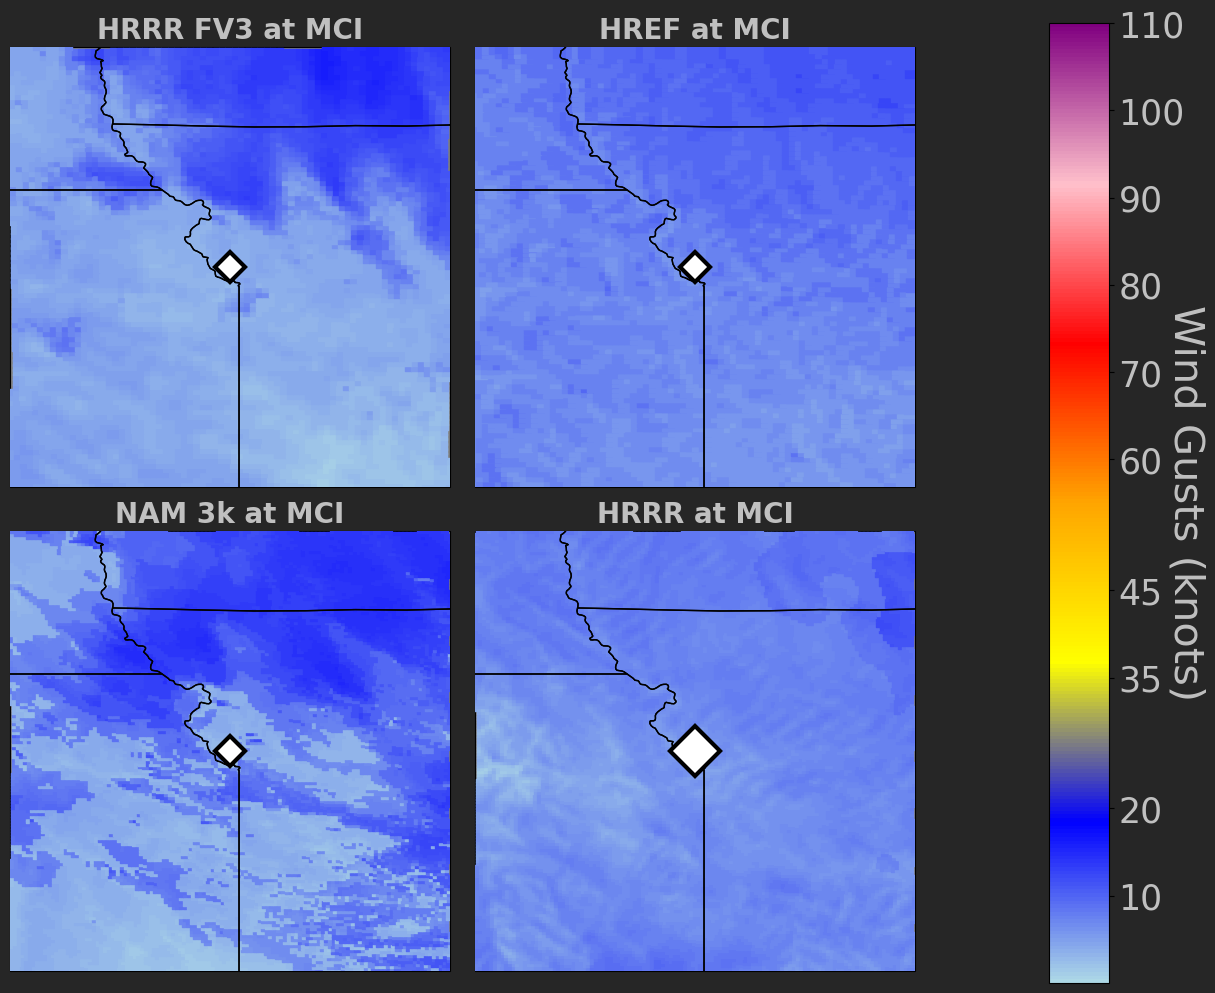 HRRR FV3 at MCI
HREF at MCI
NAM 3k at MCI
HRRR at MCI
110
100
90
80
70
60
45
35
20
10
Wind Gusts (knots)